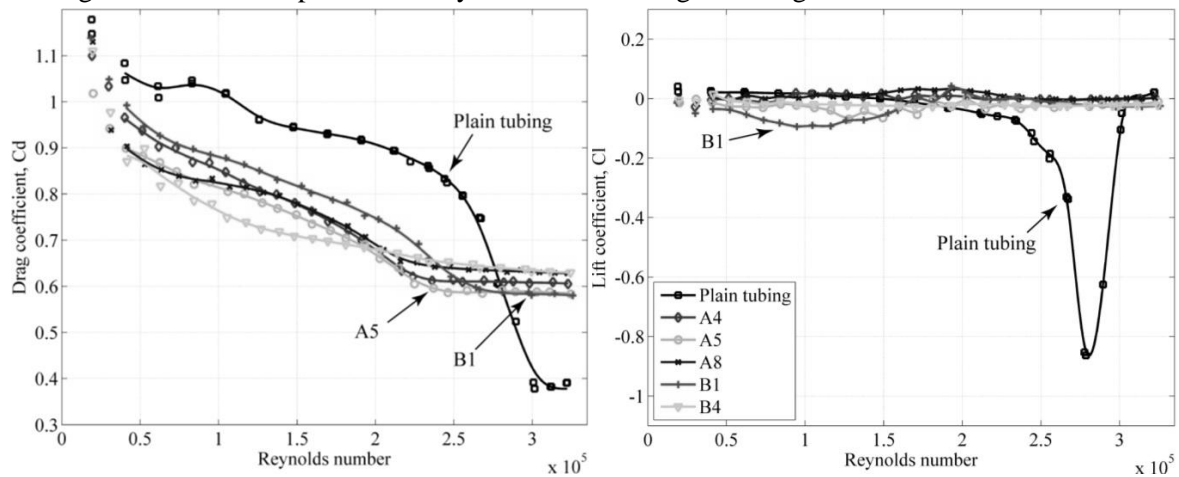 1.1
1
0.9
0.8
0.7
0.6
0.5
0.4
0.3
Drag coefficient, Cd
Plain tubing
A5
B1
0
0.5
1
1.5
2
2.5
3
Reynolds number
x 10^5
0.2
0
-0.2
-0.4
-0.6
-0.8
-1
Lift coefficient, Cl
B1
Plain tubing
Plain tubing
A4
A5
A8
B1
B4
0
0.5
1
1.5
2
2.5
3
Reynolds number
x 10^5